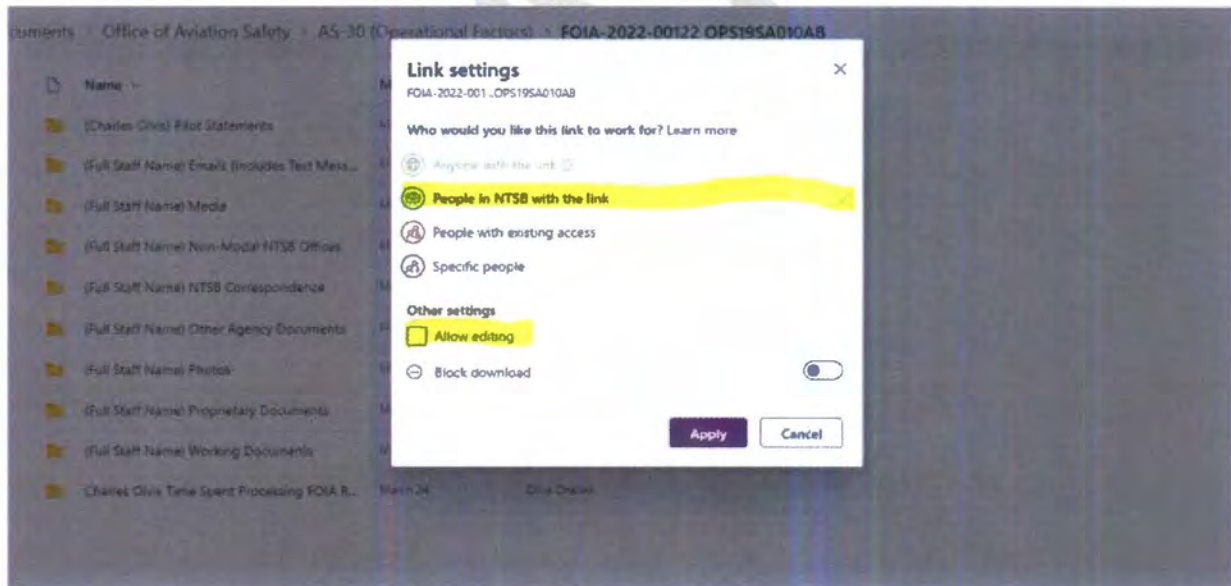 cuments > Office of Aviation Safety > AS-30 (Operational Factors) > FOIA-2022-00122 OPS19SA010AB
Name
(Charles Olvis) Pilot Statements
(Full Staff Name) Emails (Includes Text Mess...
(Full Staff Name) Media
(Full Staff Name) Non-Modal NTSB Offices
(Full Staff Name) NTSB Correspondence
(Full Staff Name) Other Agency Documents
(Full Staff Name) Photos
(Full Staff Name) Proprietary Documents
(Full Staff Name) Working Documents
Charles Olvis Time Spent Processing FOIA R... March 24
Link settings
FOIA-2022-001...OPS19SA010AB
Who would you like this link to work for? Learn more
Anyone with the link
People in NTSB with the link
People with existing access
Specific people
Other settings
Allow editing
Block download
Apply Cancel